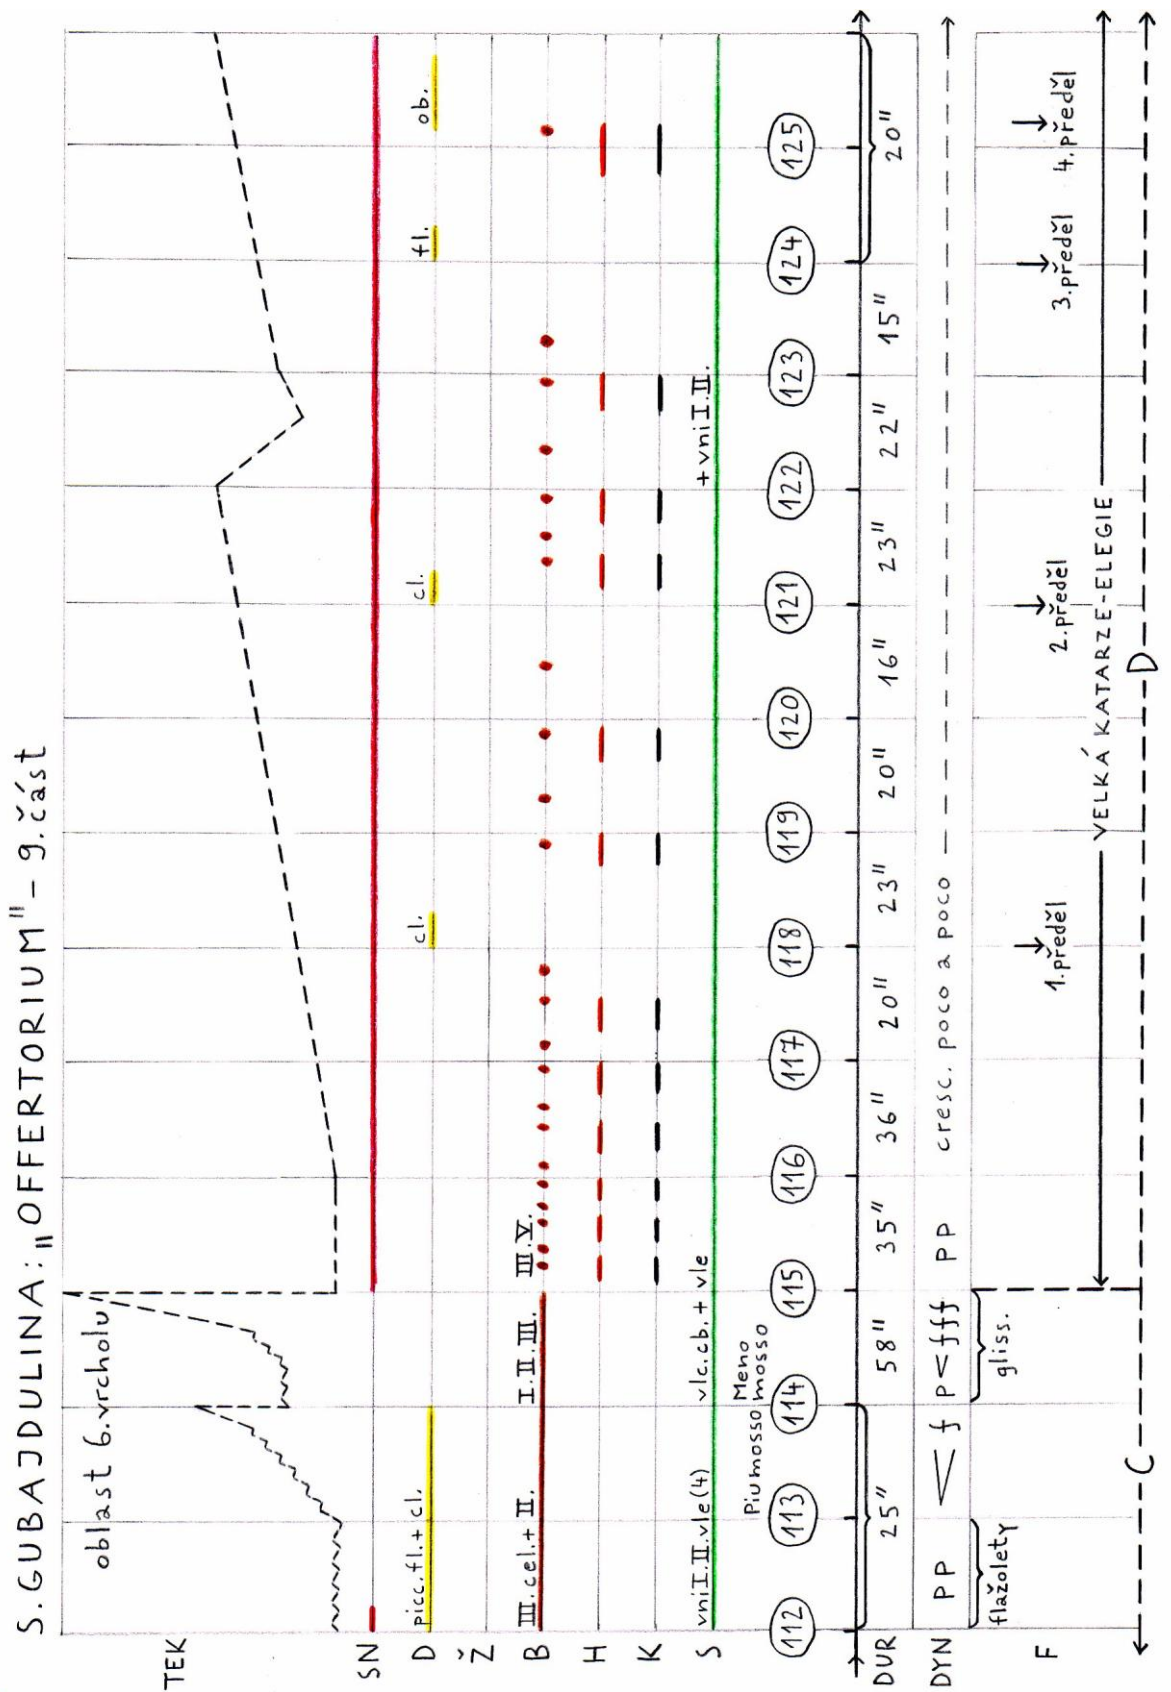 S. GUBAJDULINA: „OFFERTORIUM" – 9. část
TEK
oblast 6. vrcholu
SN
D
picc. fl. + cl.
cl.
cl.
fl.
ob.
Ž
B
III. cel. + II.
I. II. III.
III. V.
H
K
S
vni I. II. vle (4)
vlc. cb. + vle
+ vni I. II.
Piu mosso
Meno mosso
112 113 114 115 116 117 118 119 120 121 122 123 124 125
DUR
25" 58" 35" 36" 20" 23" 20" 16" 23" 22" 15" 20"
DYN
PP < f p < fff PP cresc. poco a poco
F
flažolety
gliss.
1. předěl
2. předěl
3. předěl
4. předěl
VELKÁ KATARZE - ELEGIE
C
D